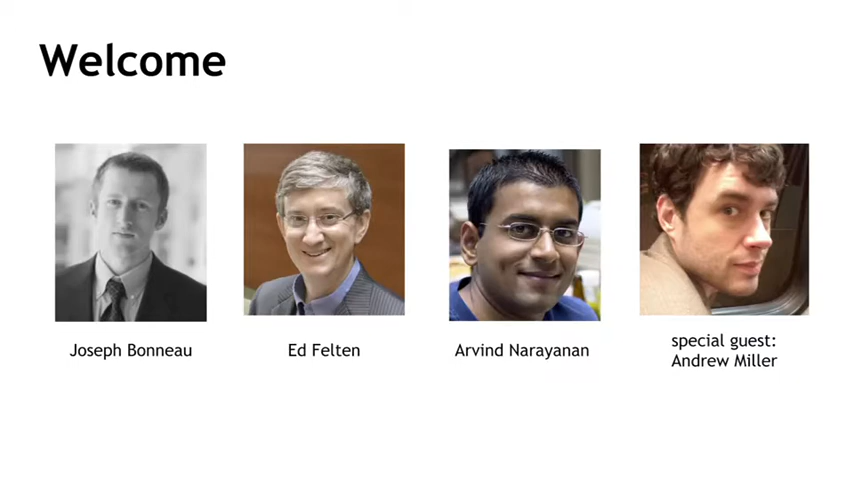 Welcome
Joseph Bonneau
Ed Felten
Arvind Narayanan
special guest:
Andrew Miller